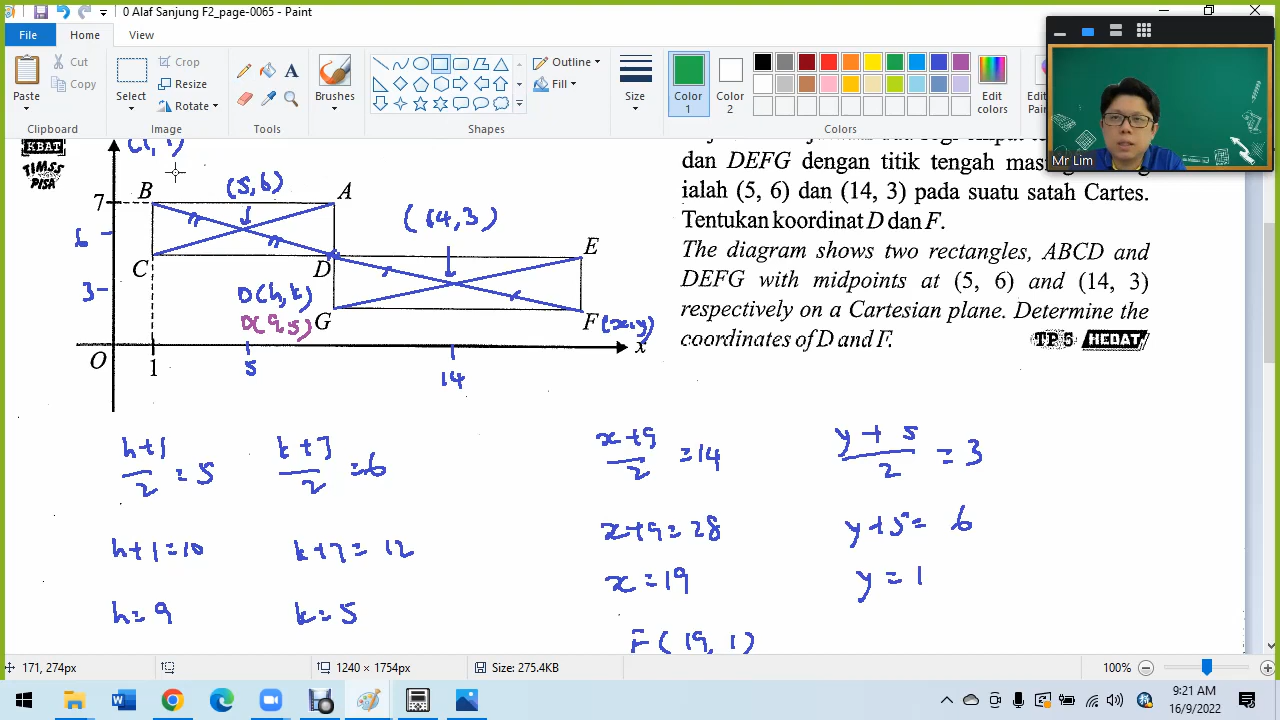 0 Alaf Sanjung F2_page-0065 - Paint
File
Home
View
Paste
Cut
Copy
Clipboard
Select
Crop
Resize
Rotate
Image
A
Tools
Brushes
Shapes
Outline
Fill
Size
Color
1
Color
2
Edit
colors
Colors
Mr Lim
KBAT
TIMSS
PISA
(1, 7)
B
(5,6)
A
7
6
(14,3)
E
C
D
3
D(h,k)
D(9,5)
G
F
(x,y)
O
1
5
14
x
dan DEFG dengan titik tengah
ialah (5, 6) dan (14, 3) pada suatu satah Cartes.
Tentukan koordinat D dan F.
The diagram shows two rectangles, ABCD and
DEFG with midpoints at (5, 6) and (14, 3)
respectively on a Cartesian plane. Determine the
coordinates of D and F.
TP 5 HEBAT
h+1/2 = 5
k+7/2 = 6
x+9/2 = 14
y+5/2 = 3
h+1=10
k+7=12
x+9=28
y+5= 6
h=9
k=5
x=19
y=1
F(19,1)
171, 274px
1240 × 1754px
Size: 275.4KB
100%
9:21 AM
16/9/2022